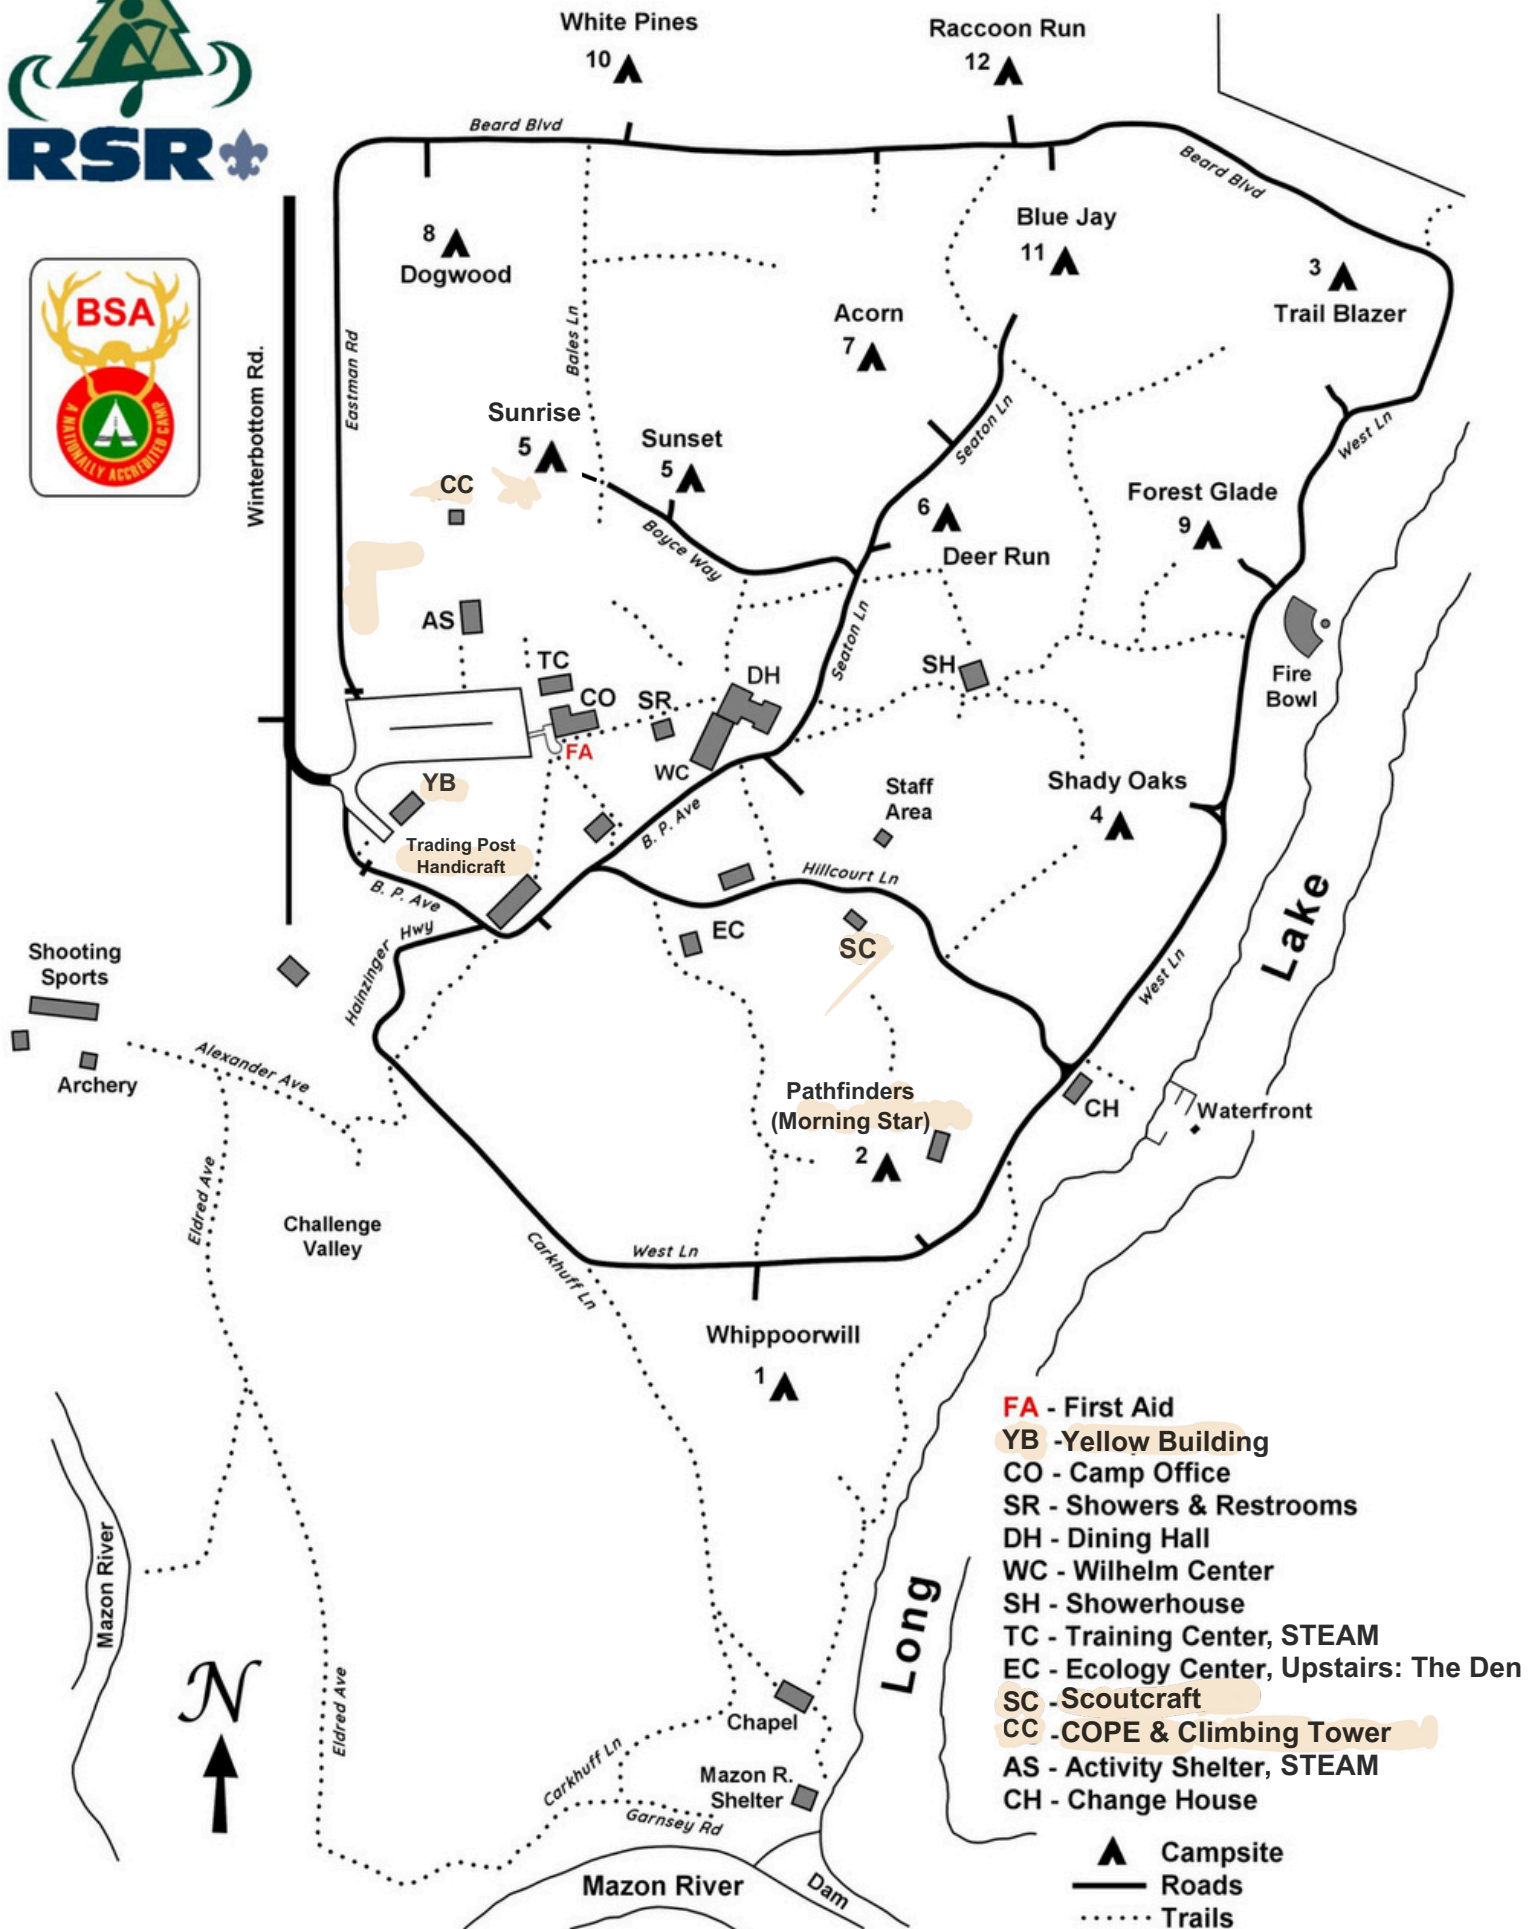 RSR
BSA
A NATIONALLY ACCREDITED CAMP
White Pines
10
Raccoon Run
12
Beard Blvd
Beard Blvd
8
Dogwood
Blue Jay
11
3
Trail Blazer
Winterbottom Rd.
Eastman Rd
Bales Ln
Acorn
7
Sunrise
5
Sunset
5
Seaton Ln
West Ln
CC
Forest Glade
9
6
Deer Run
Boyce Way
AS
TC
CO
SR
DH
Seaton Ln
SH
Fire
Bowl
FA
WC
YB
Staff
Area
Shady Oaks
4
B. P. Ave
Trading Post
Handicraft
B. P. Ave
Hillcourt Ln
Lake
Hainzinger Hwy
EC
SC
West Ln
Shooting
Sports
Archery
Alexander Ave
Pathfinders
(Morning Star)
2
CH
Waterfront
Eldred Ave
Challenge
Valley
Carkhuff Ln
West Ln
Whippoorwill
1
FA - First Aid
YB -Yellow Building
CO - Camp Office
SR - Showers & Restrooms
DH - Dining Hall
WC - Wilhelm Center
SH - Showerhouse
TC - Training Center, STEAM
EC - Ecology Center, Upstairs: The Den
SC -Scoutcraft
CC -COPE & Climbing Tower
AS - Activity Shelter, STEAM
CH - Change House
Campsite
Roads
Trails
Mazon River
N
Eldred Ave
Long
Chapel
Carkhuff Ln
Mazon R.
Shelter
Garnsey Rd
Mazon River
Dam